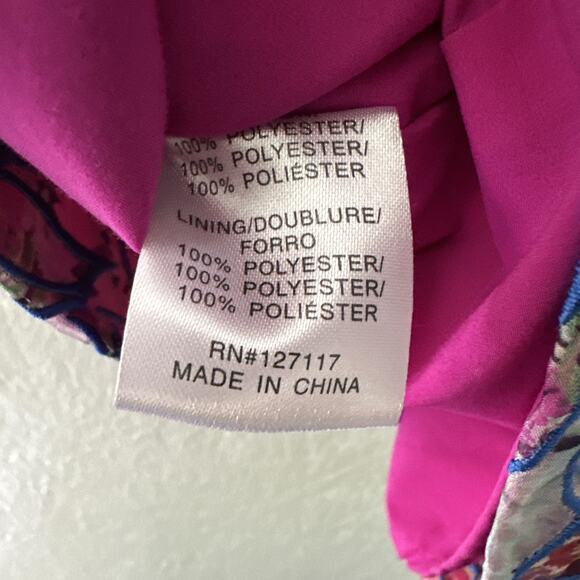 100% POLYESTER/
100% POLYESTER/
100% POLIÉSTER
LINING/DOUBLURE/
FORRO
100% POLYESTER/
100% POLYESTER/
100% POLIÉSTER
RN#127117
MADE IN CHINA